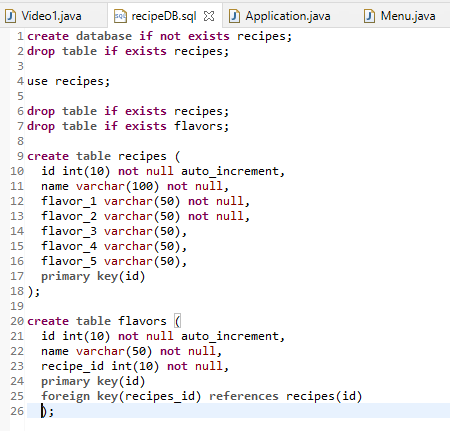 Video1.java recipeDB.sql Application.java Menu.java
1 create database if not exists recipes;
2 drop table if exists recipes;
3
4 use recipes;
5
6 drop table if exists recipes;
7 drop table if exists flavors;
8
9 create table recipes (
10 id int(10) not null auto_increment,
11 name varchar(100) not null,
12 flavor_1 varchar(50) not null,
13 flavor_2 varchar(50) not null,
14 flavor_3 varchar(50),
15 flavor_4 varchar(50),
16 flavor_5 varchar(50),
17 primary key(id)
18 );
19
20 create table flavors (
21 id int(10) not null auto_increment,
22 name varchar(50) not null,
23 recipe_id int(10) not null,
24 primary key(id)
25 foreign key(recipes_id) references recipes(id)
26 );